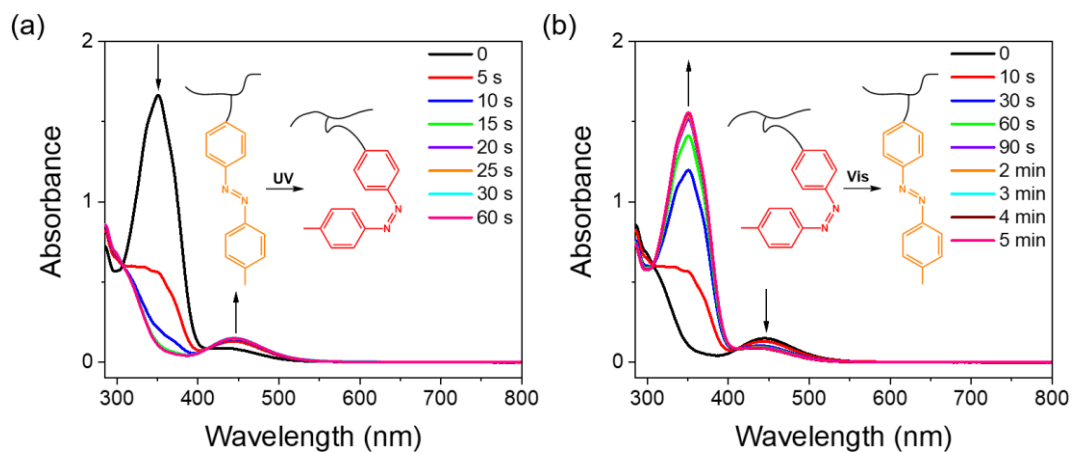 (a)
2
1
0
Absorbance
300 400 500 600 700 800
Wavelength (nm)
0
5 s
10 s
15 s
20 s
25 s
30 s
60 s
N
N
UV
N
N
(b)
2
1
0
Absorbance
300 400 500 600 700 800
Wavelength (nm)
0
10 s
30 s
60 s
90 s
2 min
3 min
4 min
5 min
N
N
Vis
N
N